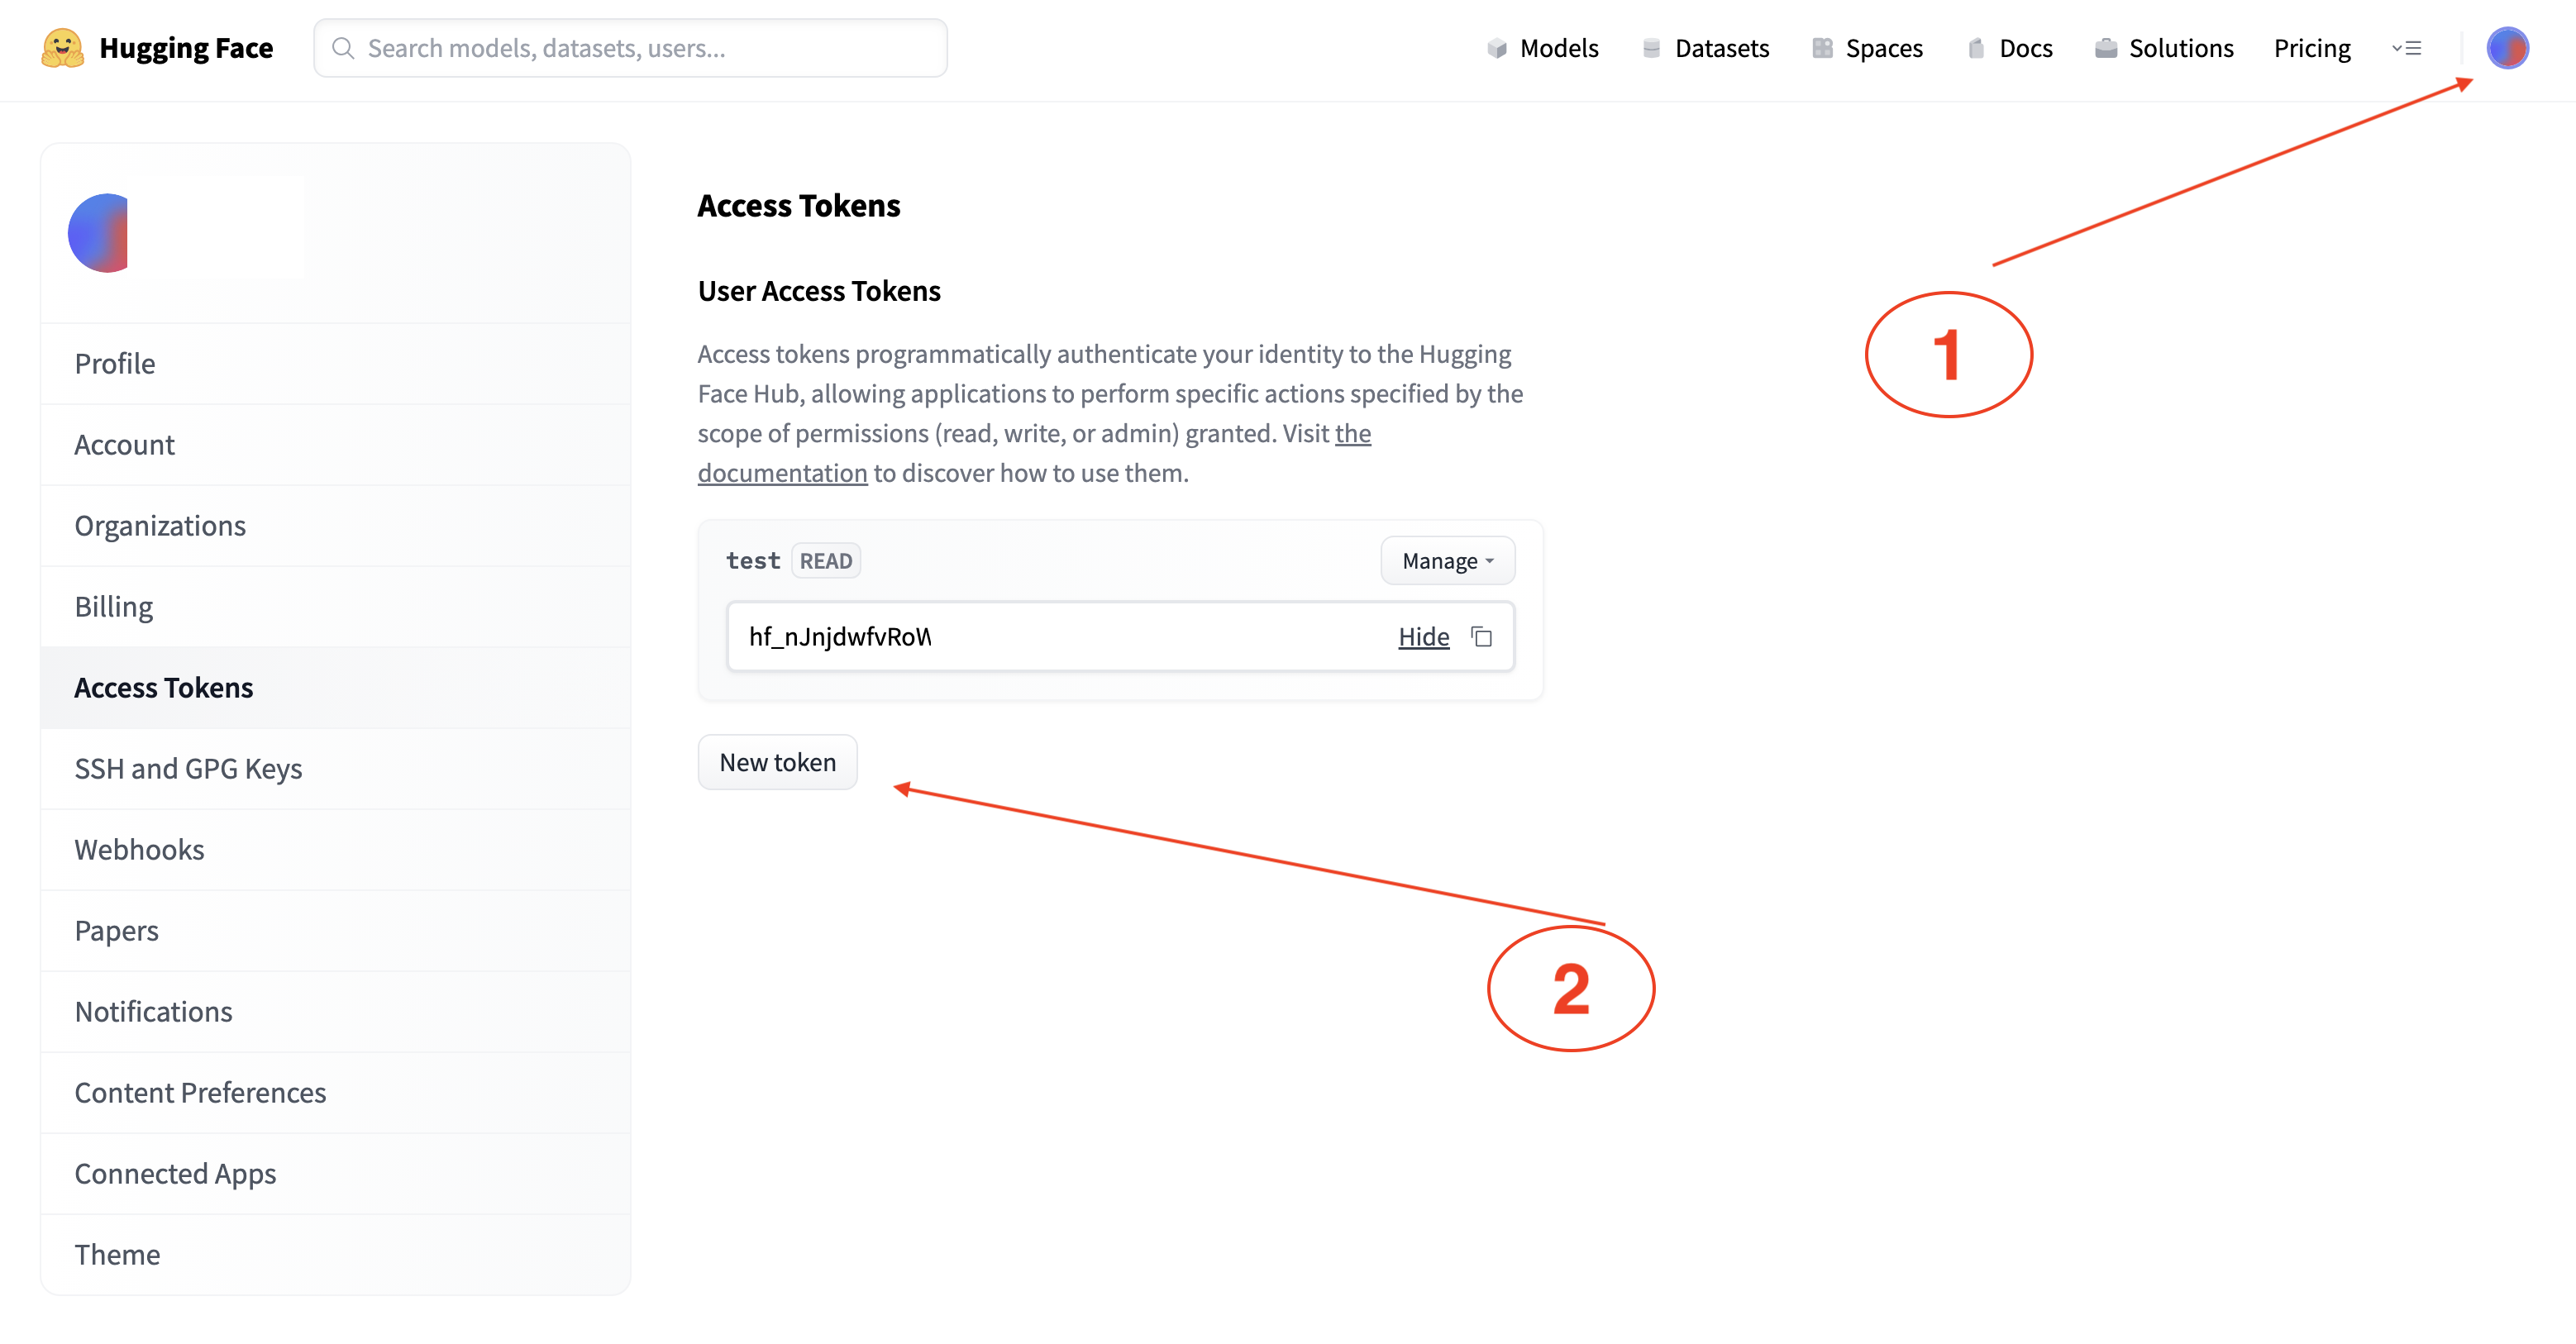 Hugging Face
Search models, datasets, users...
Models
Datasets
Spaces
Docs
Solutions
Pricing
Profile
Account
Organizations
Billing
Access Tokens
SSH and GPG Keys
Webhooks
Papers
Notifications
Content Preferences
Connected Apps
Theme
Access Tokens
User Access Tokens
Access tokens programmatically authenticate your identity to the Hugging
Face Hub, allowing applications to perform specific actions specified by the
scope of permissions (read, write, or admin) granted. Visit the
documentation to discover how to use them.
test READ
Manage
hf_nJnjdwfvRoW
Hide
New token
1
2